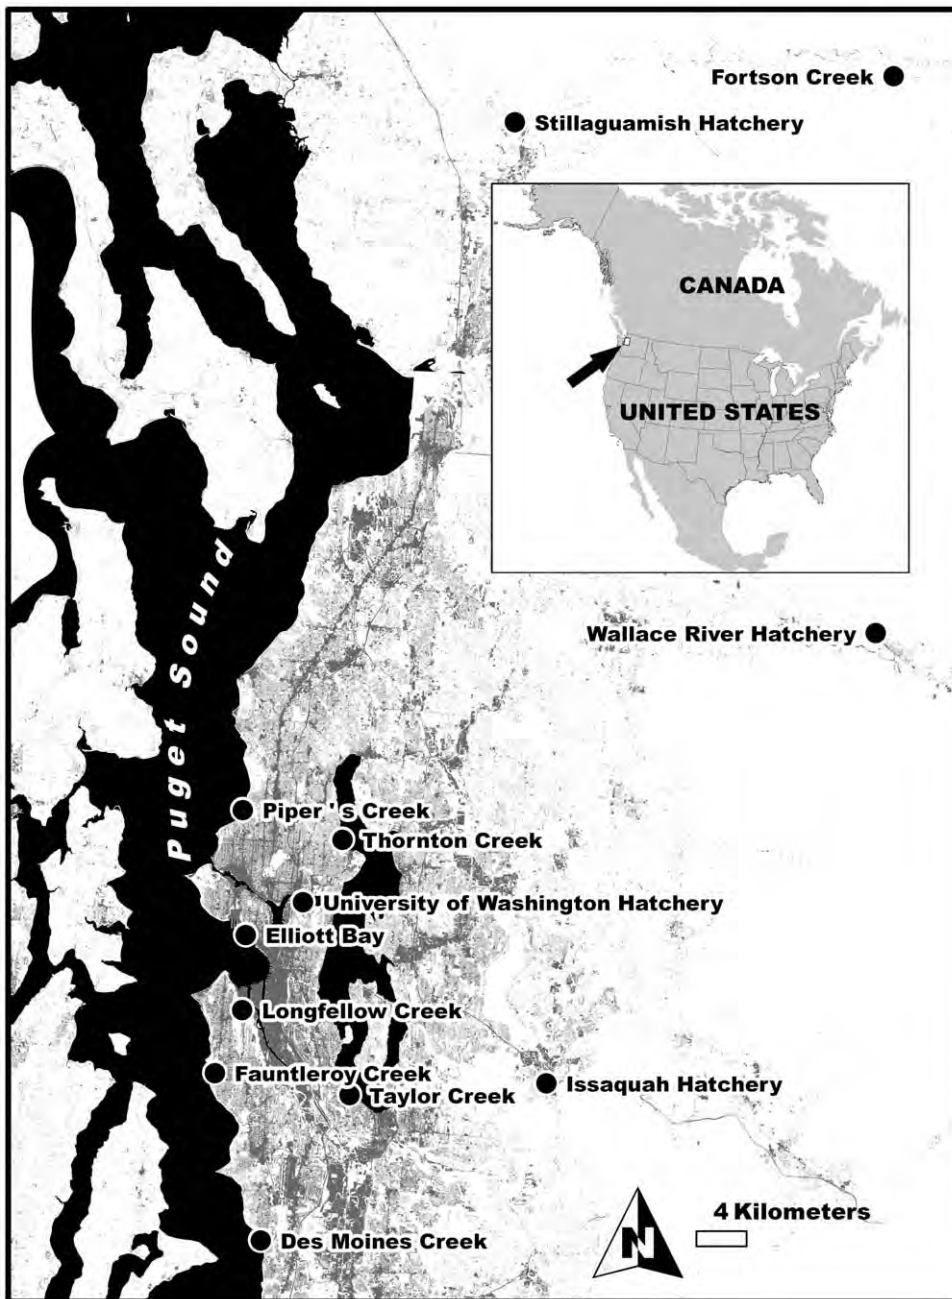 Fortson Creek
Stillaguamish Hatchery
CANADA
UNITED STATES
Puget Sound
Wallace River Hatchery
Piper 's Creek
Thornton Creek
University of Washington Hatchery
Elliott Bay
Longfellow Creek
Fauntleroy Creek
Taylor Creek
Issaquah Hatchery
4 Kilometers
N
Des Moines Creek